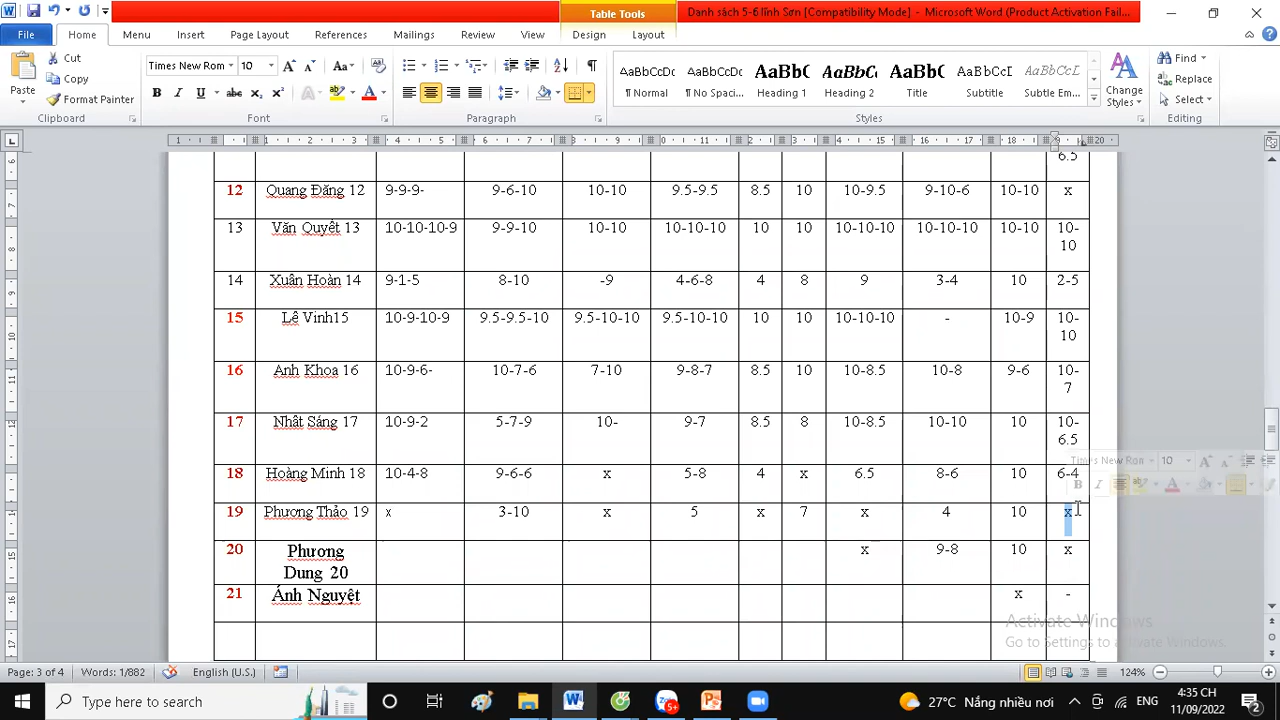 Table Tools
Danh sách 5-6 lĩnh Sơn [Compatibility Mode] - Microsoft Word (Product Activation Fail...
File Home Menu Insert Page Layout References Mailings Review View Design Layout
Cut
Copy
Format Painter
Paste
Times New Rom 10
AaBbCcDc AaBbCcDc AaBbC AaBbCc AaBbC AaBbCcDd AaBbCcDd
¶ Normal ¶ No Spaci... Heading 1 Heading 2 Title Subtitle Subtle Em...
Change Styles
Find
Replace
Select
Clipboard Font Paragraph Styles Editing
6.5
12 Quang Đăng 12 9-9-9- 9-6-10 10-10 9.5-9.5 8.5 10 10-9.5 9-10-6 10-10 x
13 Văn Quyết 13 10-10-10-9 9-9-10 10-10 10-10-10 10 10 10-10-10 10-10-10 10-10 10-
10
14 Xuân Hoàn 14 9-1-5 8-10 -9 4-6-8 4 8 9 3-4 10 2-5
15 Lê Vinh15 10-9-10-9 9.5-9.5-10 9.5-10-10 9.5-10-10 10 10 10-10-10 - 10-9 10-
10
16 Anh Khoa 16 10-9-6- 10-7-6 7-10 9-8-7 8.5 10 10-8.5 10-8 9-6 10-
7
17 Nhât Sáng 17 10-9-2 5-7-9 10- 9-7 8.5 8 10-8.5 10-10 10 10-
6.5
Times New Ron 10
18 Hoàng Minh 18 10-4-8 9-6-6 x 5-8 4 x 6.5 8-6 10 6-4
19 Phương Thảo 19 x 3-10 x 5 x 7 x 4 10 x
20 Phương x 9-8 10 x
Dung 20
21 Ánh Nguyệt x -
Activate Windows
Go to Settings to activate Windows.
Page: 3 of 4 Words: 1/882 English (U.S.) 124%
Type here to search
27°C Nắng nhiều nơi
ENG
4:35 CH
11/09/2022